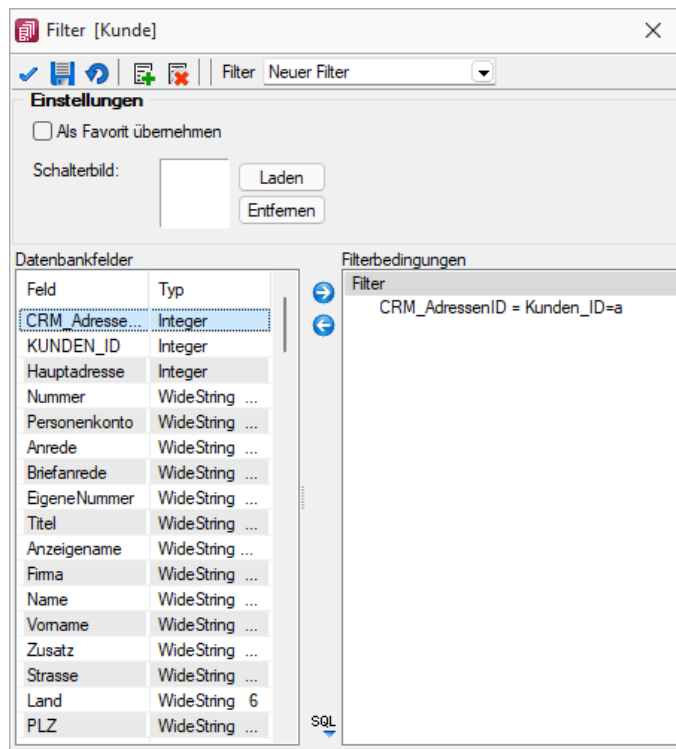 Filter [Kunde]
Filter Neuer Filter
Einstellungen
Als Favorit übernehmen
Schalterbild:
Laden
Entfernen
Datenbankfelder
Filterbedingungen
Feld Typ
CRM_Adresse... Integer
KUNDEN_ID Integer
Hauptadresse Integer
Nummer WideString ...
Personenkonto WideString ...
Anrede WideString ...
Briefanrede WideString ...
EigeneNummer WideString ...
Titel WideString ...
Anzeigename WideString ...
Firma WideString ...
Name WideString ...
Vorname WideString ...
Zusatz WideString ...
Strasse WideString ...
Land WideString 6
PLZ WideString ...
SQL
Filter
CRM_AdressenID = Kunden_ID=a